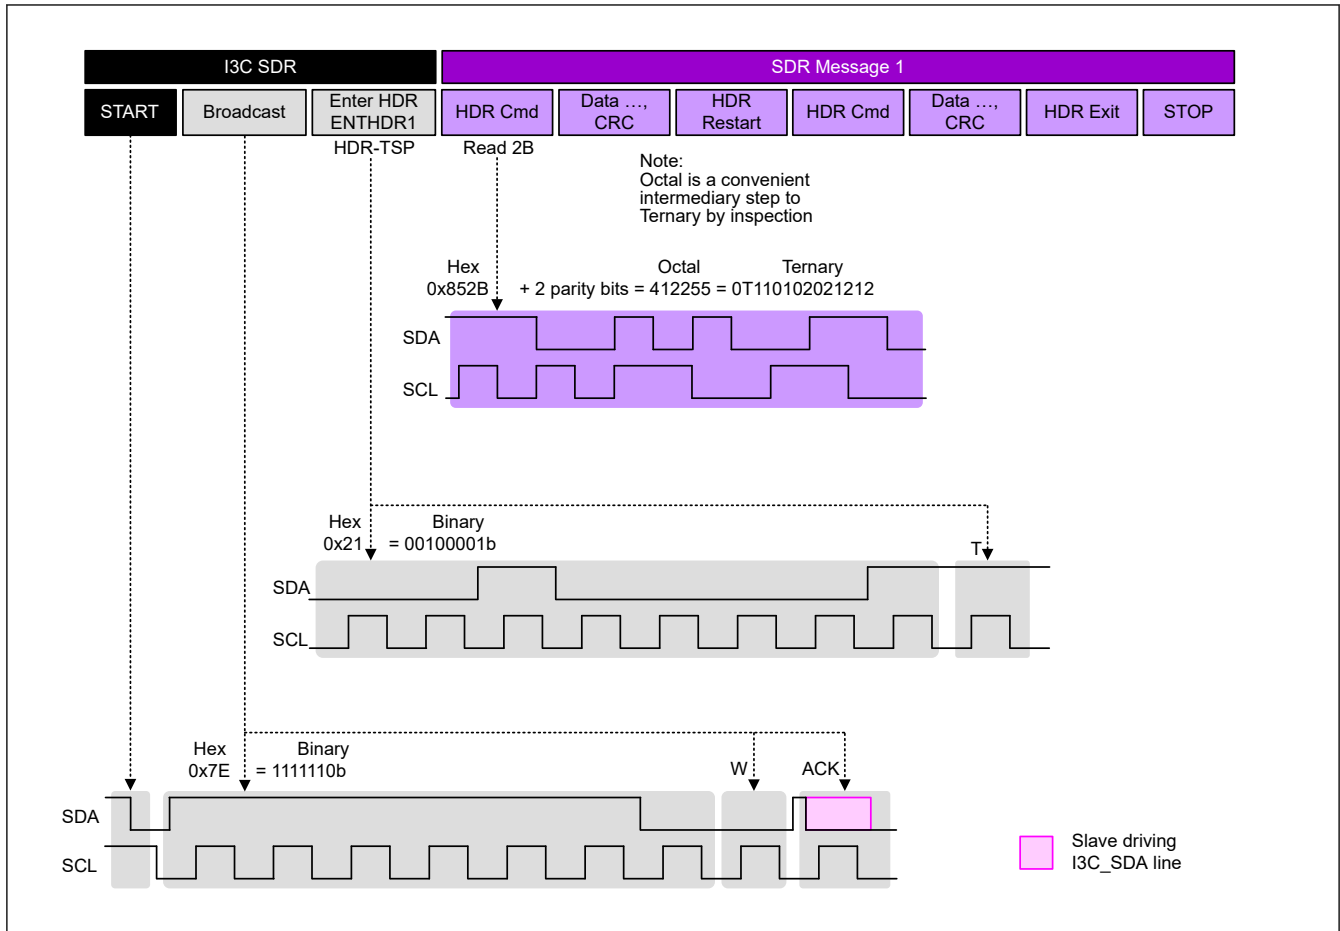 I3C SDR
SDR Message 1
START
Broadcast
Enter HDR
ENTHDR1
HDR Cmd
Data ...,
CRC
HDR
Restart
HDR Cmd
Data ...,
CRC
HDR Exit
STOP
HDR-TSP
Read 2B
Note:
Octal is a convenient
intermediary step to
Ternary by inspection
Hex
Octal
Ternary
0x852B + 2 parity bits = 412255 = 0T110102021212
SDA
SCL
Hex
Binary
0x21 = 00100001b
T
SDA
SCL
Hex
Binary
0x7E = 1111110b
W
ACK
SDA
SCL
Slave driving
I3C_SDA line